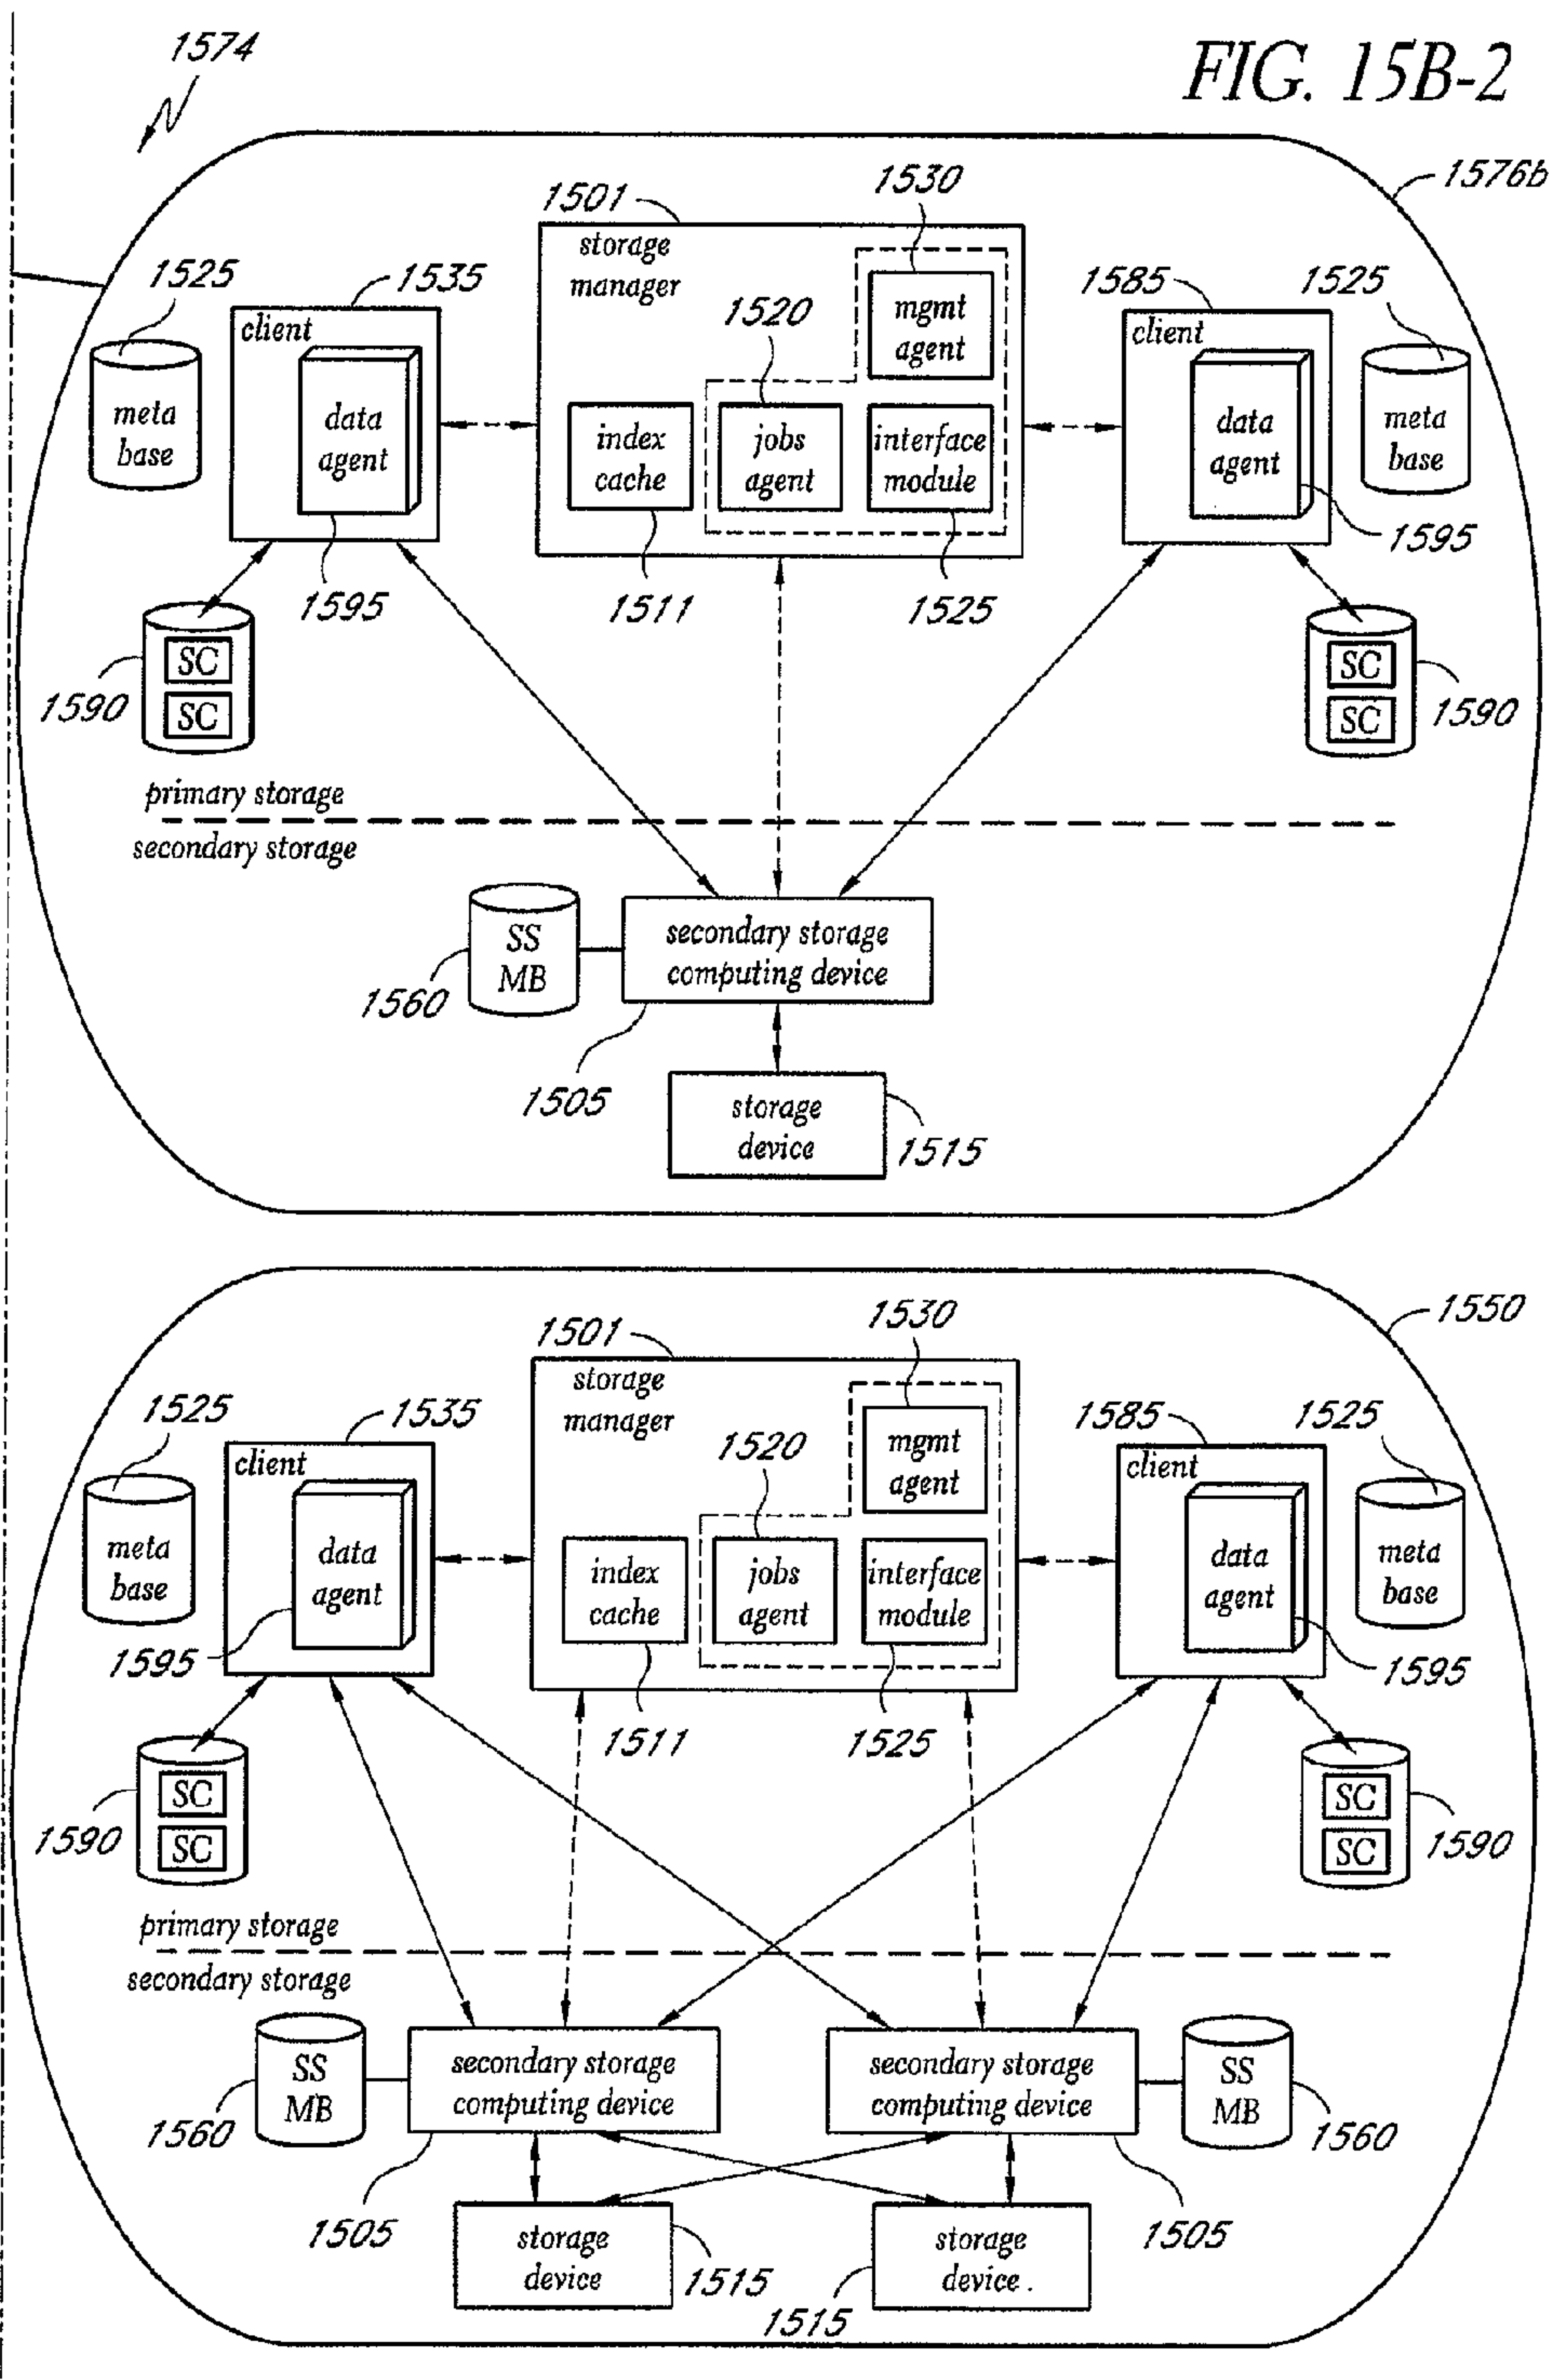 1574
FIG. 15B-2
1576b
1530
1501
storage
manager
1525
1535
1585
1525
client
1520
mgmt
agent
client
meta
base
data
agent
index
cache
jobs
agent
interface
module
data
agent
meta
base
1595
1595
1511
1525
SC
SC
1590
SC
SC
1590
primary storage
secondary storage
SS
MB
secondary storage
computing device
1560
1505
storage
device
1515
1550
1530
1501
storage
manager
1525
1535
1585
1525
client
1520
mgmt
agent
client
meta
base
data
agent
index
cache
jobs
agent
interface
module
data
agent
meta
base
1595
1595
1511
1525
SC
SC
1590
SC
SC
1590
primary storage
secondary storage
SS
MB
secondary storage
computing device
secondary storage
computing device
SS
MB
1560
1560
1505
storage
device
1515
storage
device.
1515
1505